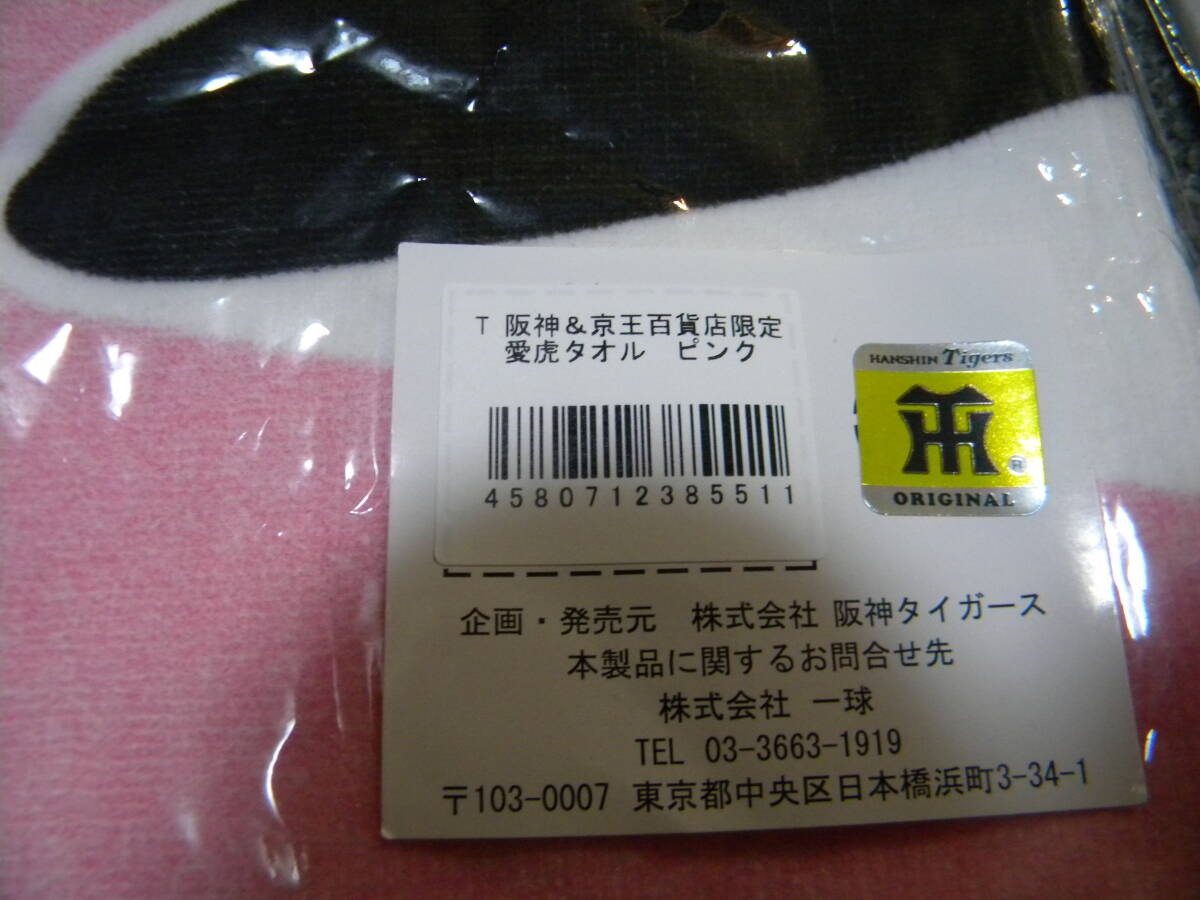 T 阪神&京王百貨店限定
愛虎タオル ピンク
4580712385511
HANSHIN Tigers
TH
®
ORIGINAL
企画・発売元 株式会社 阪神タイガース
本製品に関するお問合せ先
株式会社 一球
TEL 03-3663-1919
〒103-0007 東京都中央区日本橋浜町3-34-1